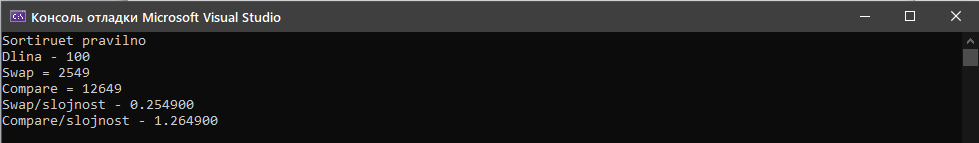 Консоль отладки Microsoft Visual Studio
Sortiruet pravilno
Dlina - 100
Swap = 2549
Compare = 12649
Swap/slojnost - 0.254900
Compare/slojnost - 1.264900